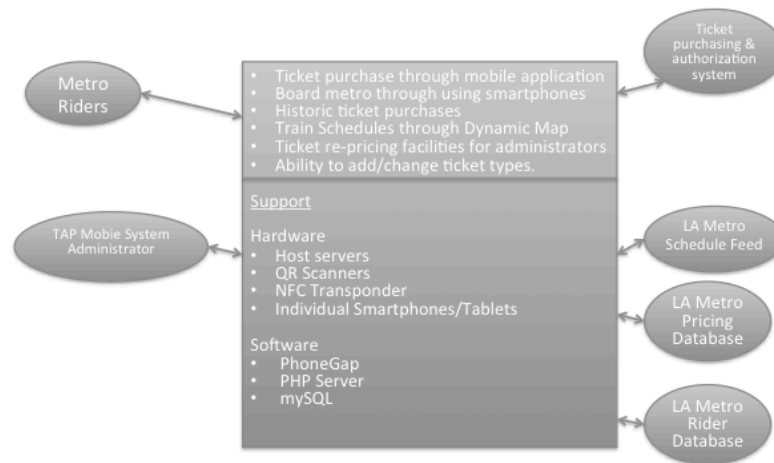 Metro
Riders
Ticket
purchasing &
authorization
system
• Ticket purchase through mobile application
• Board metro through using smartphones
• Historic ticket purchases
• Train Schedules through Dynamic Map
• Ticket re-pricing facilities for administrators
• Ability to add/change ticket types.
TAP Mobie System
Administrator
Support
Hardware
• Host servers
• QR Scanners
• NFC Transponder
• Individual Smartphones/Tablets
Software
• PhoneGap
• PHP Server
• mySQL
LA Metro
Schedule Feed
LA Metro
Pricing
Database
LA Metro
Rider
Database